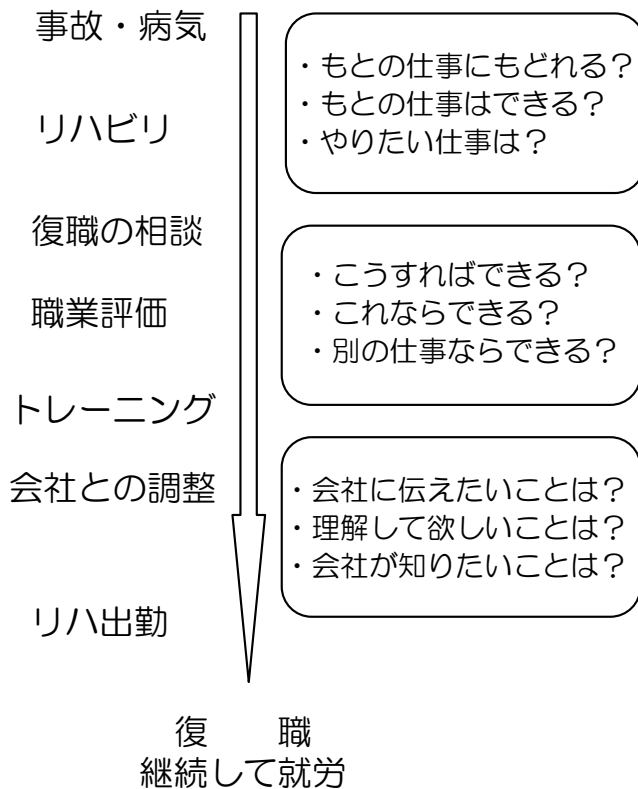 事故・病気
リハビリ
復職の相談
職業評価
トレーニング
会社との調整
リハ出勤
・もとの仕事にもどれる?
・もとの仕事はできる?
・やりたい仕事は?
・こうすればできる?
・これならできる?
・別の仕事ならできる?
・会社に伝えたいことは?
・理解して欲しいことは?
・会社が知りたいことは?
復　職
継続して就労